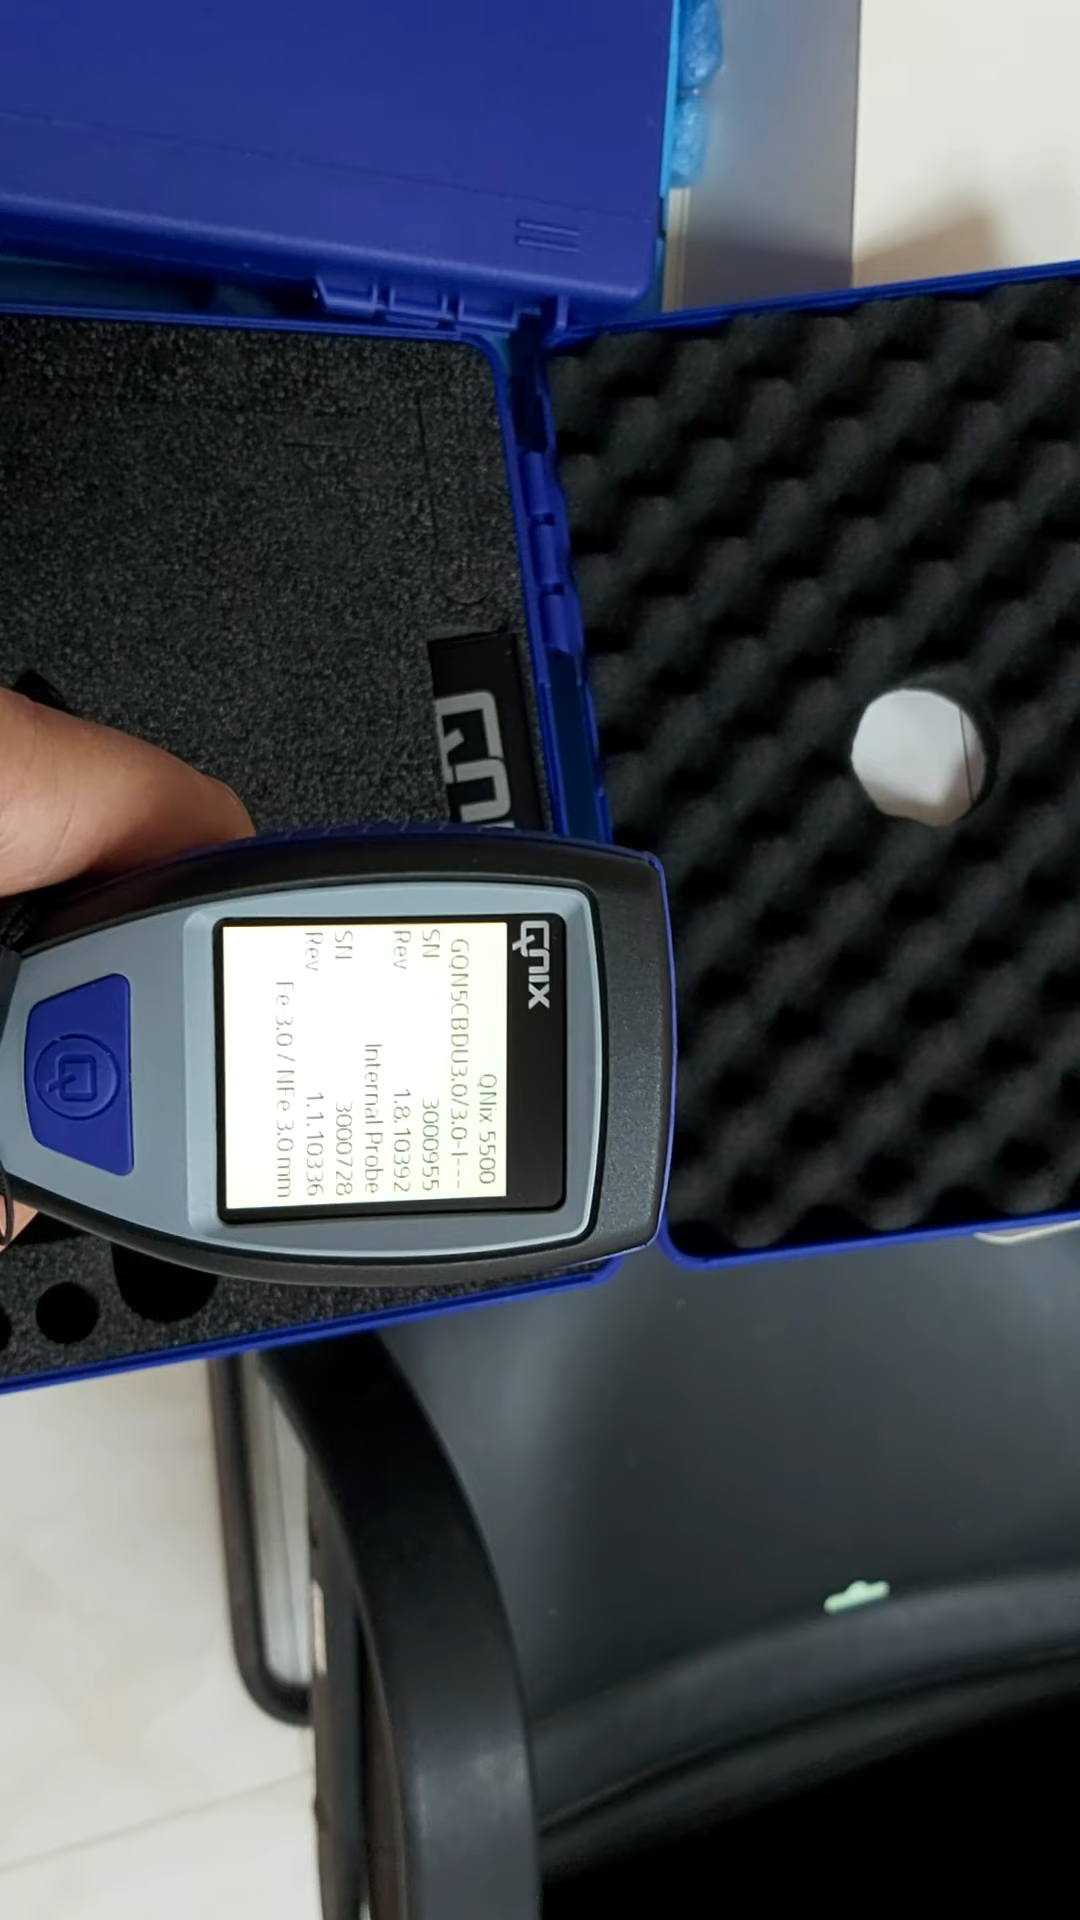 QNix
QNix 5500
GQN5CBDU3.0/3.0-I---
SN 3000955
Rev 1.8.10392
Internal Probe
SN 3000728
Rev 1.1.10336
Fe 3.0 / NFe 3.0 mm